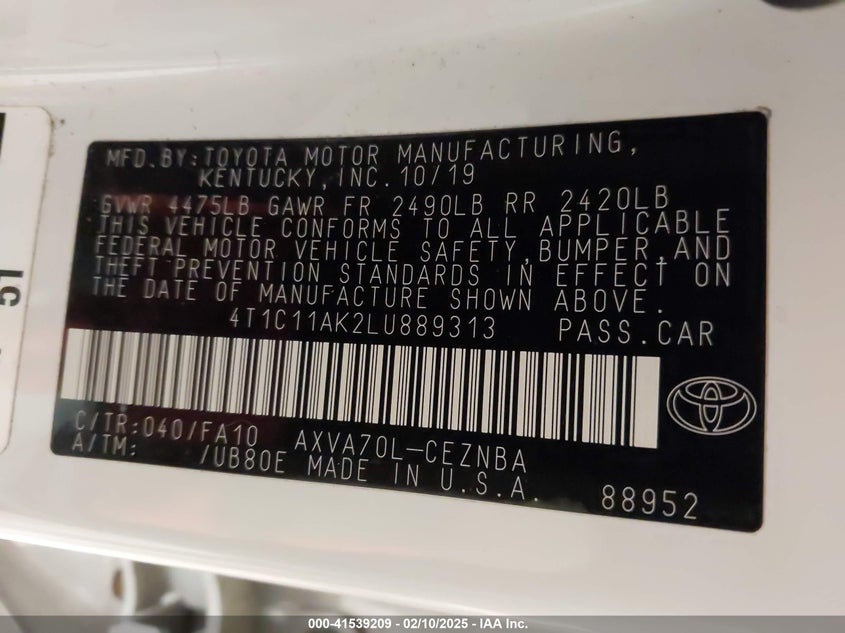 MFD.BY:TOYOTA MOTOR MANUFACTURING,
KENTUCKY,INC.10/19
GVWR 4475LB GAWR FR 2490LB RR 2420LB
THIS VEHICLE CONFORMS TO ALL APPLICABLE
FEDERAL MOTOR VEHICLE SAFETY,BUMPER,AND
THEFT PREVENTION STANDARDS IN EFFECT ON
THE DATE OF MANUFACTURE SHOWN ABOVE.
4T1C11AK2LU889313 PASS.CAR
C/TR:040/FA10 AXVA70L-CEZNBA
A/TM: /UB80E MADE IN U.S.A.
88952
LC
000-41539209 - 02/10/2025 - IAA Inc.